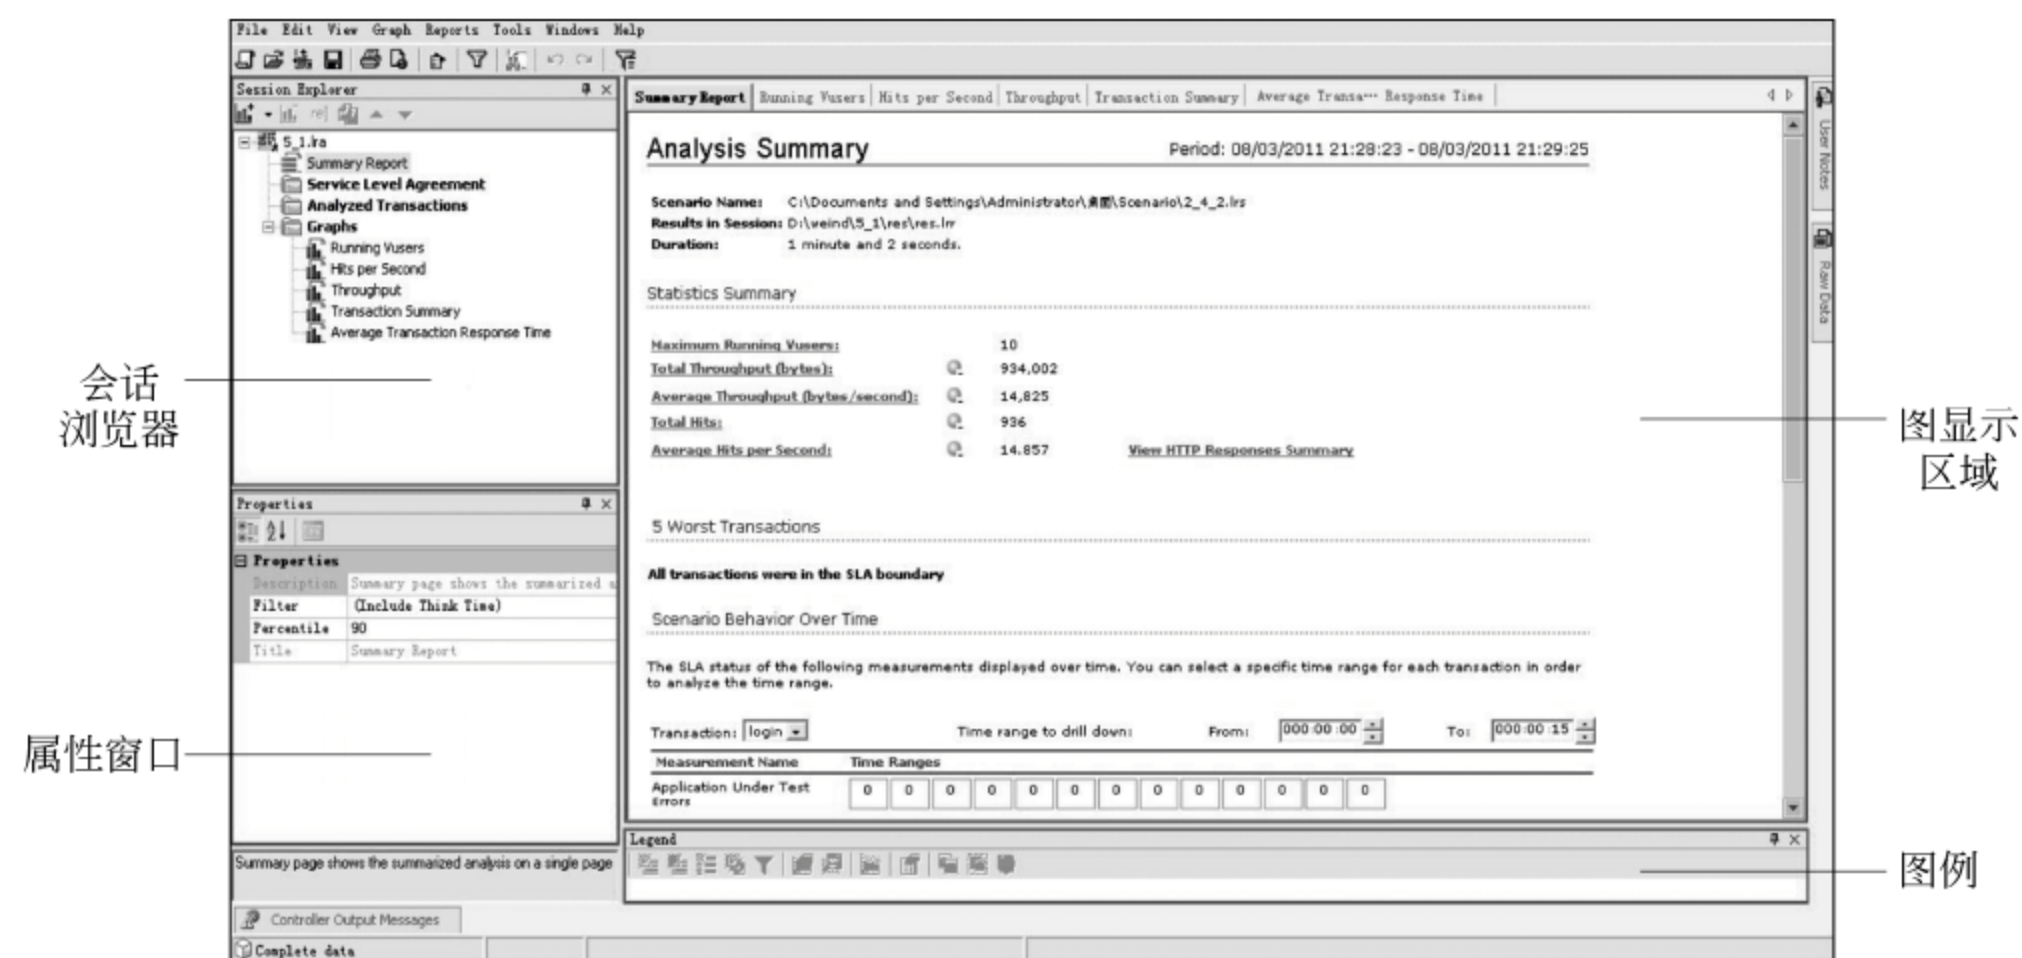 File Edit View Graph Reports Tools Windows Help
Session Explorer
5_1.lra
Summary Report
Service Level Agreement
Analyzed Transactions
Graphs
Running Vusers
Hits per Second
Throughput
Transaction Summary
Average Transaction Response Time
会话
浏览器
Properties
Properties
Description Summary page shows the summarized a
Filter (Include Think Time)
Percentile 90
Title Summary Report
属性窗口
Summary page shows the summarized analysis on a single page
Summary Report Running Vusers Hits per Second Throughput Transaction Summary Average Transa··· Response Time
Analysis Summary Period: 08/03/2011 21:28:23 - 08/03/2011 21:29:25
Scenario Name: C:\Documents and Settings\Administrator\桌面\Scenario\2_4_2.lrs
Results in Session: D:\weind\5_1\res\res.lrr
Duration: 1 minute and 2 seconds.
Statistics Summary
Maximum Running Vusers: 10
Total Throughput (bytes): 934,002
Average Throughput (bytes/second): 14,825
Total Hits: 936
Average Hits per Second: 14.857 View HTTP Responses Summary
5 Worst Transactions
All transactions were in the SLA boundary
Scenario Behavior Over Time
The SLA status of the following measurements displayed over time. You can select a specific time range for each transaction in order
to analyze the time range.
Transaction: login Time range to drill down: From: 000:00:00 To: 000:00:15
Measurement Name Time Ranges
Application Under Test
Errors
0 0 0 0 0 0 0 0 0 0 0 0 0
User Notes
Raw Data
图显示
区域
Legend
图例
Controller Output Messages
Complete data